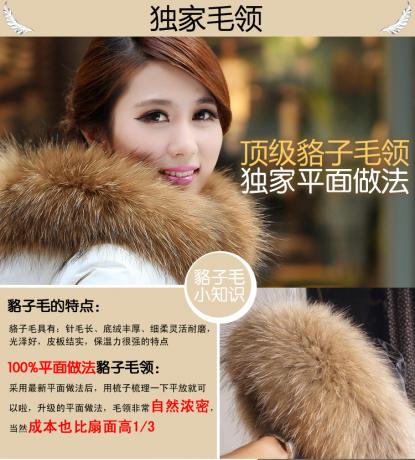 独家毛领
顶级貉子毛领
独家平面做法
貉子毛
小知识
貉子毛的特点：
貉子毛具有：针毛长、底绒丰厚、细柔灵活耐磨，
光泽好，皮板结实，保温力很强的特点
100%平面做法貉子毛领：
采用最新平面做法后，用梳子梳理一下平放就可
以啦，升级的平面做法，毛领非常自然浓密，
当然成本也比扇面高1/3